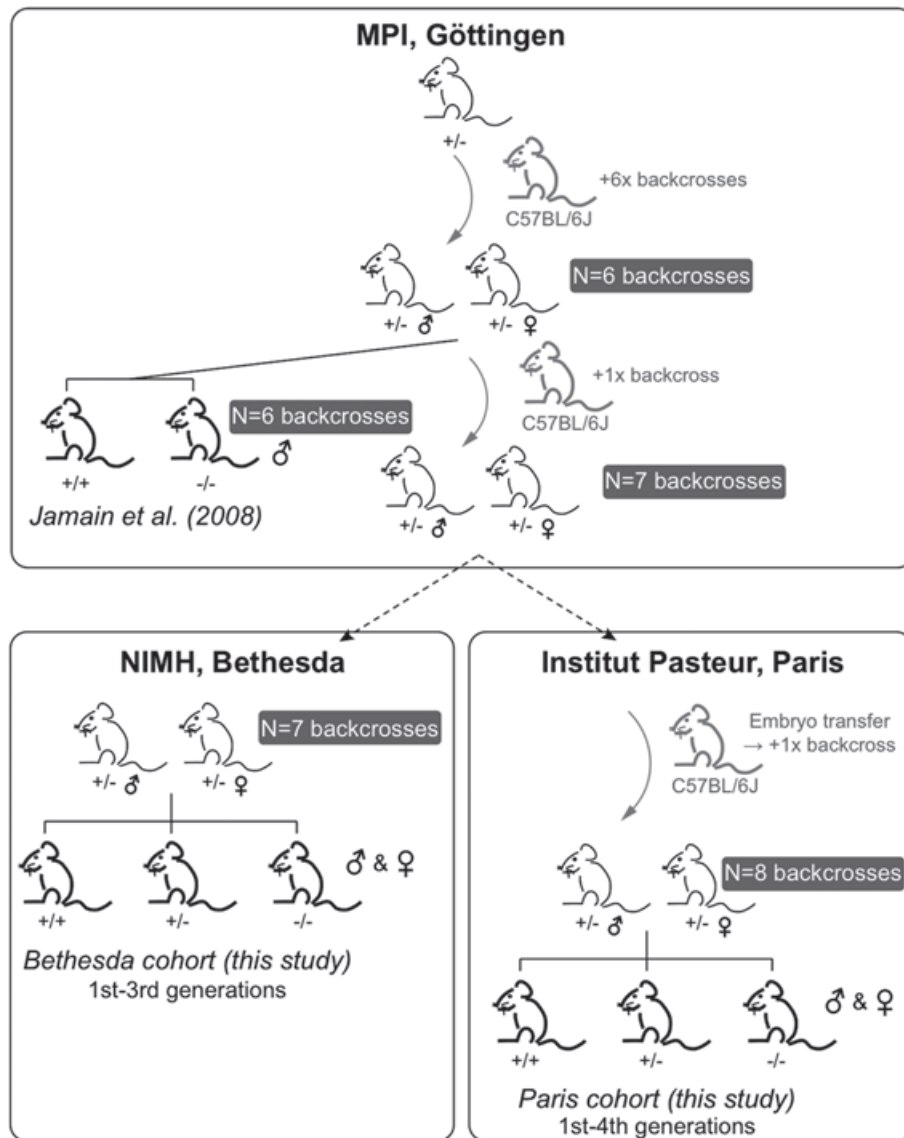 MPI, Göttingen
+/-
+6x backcrosses
C57BL/6J
N=6 backcrosses
+/- ♂
+/- ♀
+1x backcross
C57BL/6J
N=6 backcrosses
♂
+/+
-/-
Jamain et al. (2008)
N=7 backcrosses
+/- ♂
+/- ♀
NIMH, Bethesda
N=7 backcrosses
+/- ♂
+/- ♀
♂ & ♀
+/+
+/-
-/-
Bethesda cohort (this study)
1st-3rd generations
Institut Pasteur, Paris
Embryo transfer
→ +1x backcross
C57BL/6J
N=8 backcrosses
+/- ♂
+/- ♀
♂ & ♀
+/+
+/-
-/-
Paris cohort (this study)
1st-4th generations